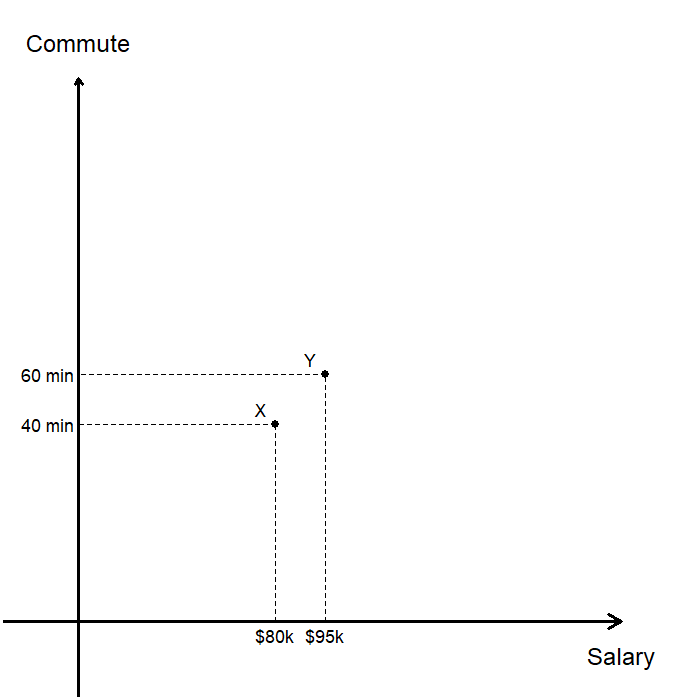 Commute
Y
60 min
X
40 min
$80k $95k
Salary